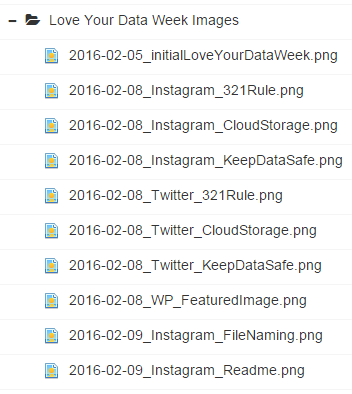 Love Your Data Week Images
2016-02-05_initialLoveYourDataWeek.png
2016-02-08_Instagram_321Rule.png
2016-02-08_Instagram_CloudStorage.png
2016-02-08_Instagram_KeepDataSafe.png
2016-02-08_Twitter_321Rule.png
2016-02-08_Twitter_CloudStorage.png
2016-02-08_Twitter_KeepDataSafe.png
2016-02-08_WP_FeaturedImage.png
2016-02-09_Instagram_FileNaming.png
2016-02-09_Instagram_Readme.png